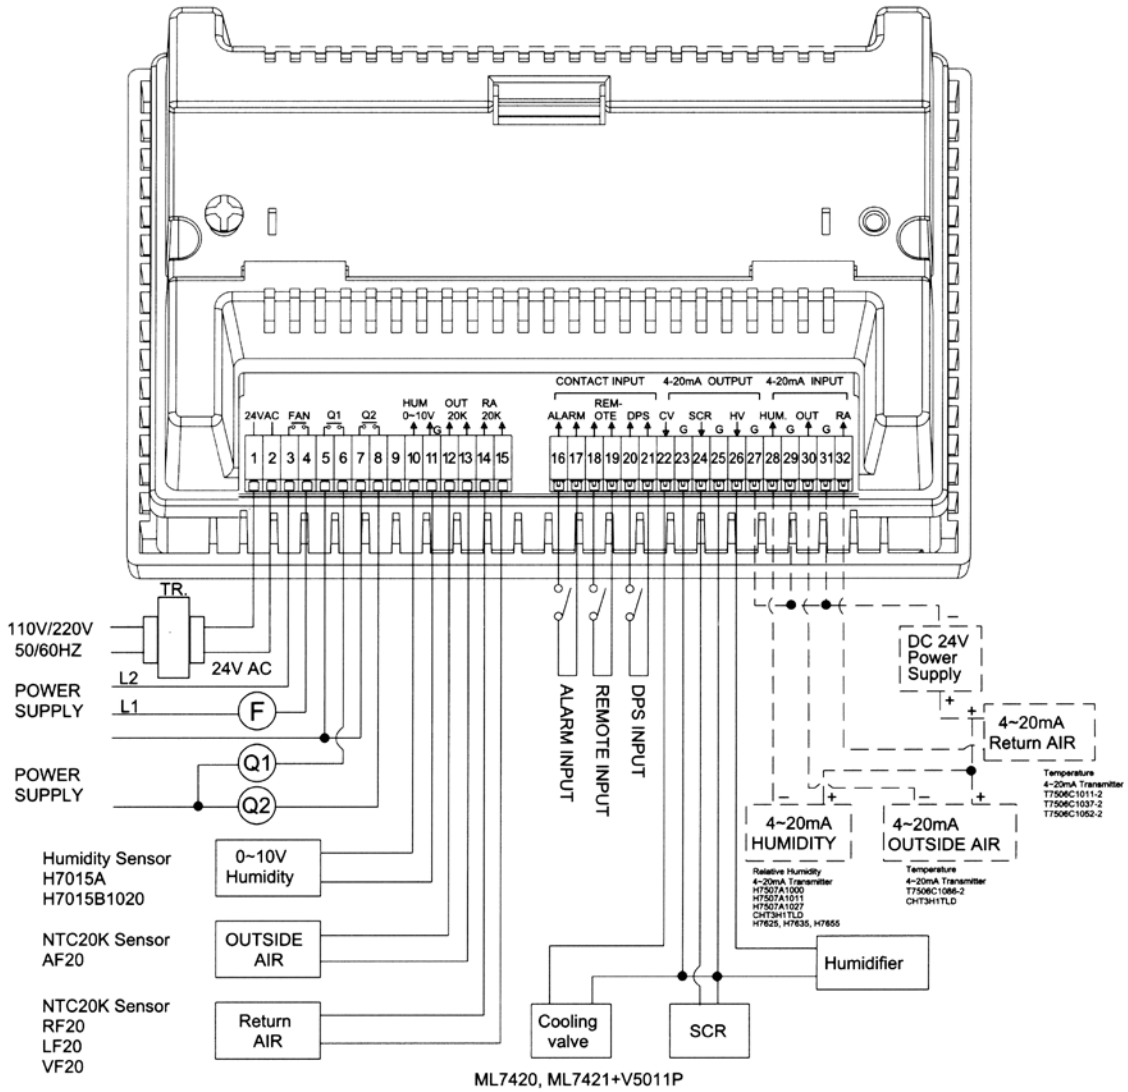 CONTACT INPUT 4-20mA OUTPUT 4-20mA INPUT
24VAC FAN Q1 Q2 HUM 0~10V G OUT 20K RA 20K
ALARM REM-OTE DPS CV G SCR G HV G HUM. G OUT G RA
1 2 3 4 5 6 7 8 9 10 11 12 13 14 15
16 17 18 19 20 21 22 23 24 25 26 27 28 29 30 31 32
TR.
110V/220V
50/60HZ
24V AC
POWER
SUPPLY
L2
L1
F
POWER
SUPPLY
Q1
Q2
ALARM INPUT
REMOTE INPUT
DPS INPUT
−
DC 24V
Power
Supply
+
+
4~20mA
Return AIR
Temperature
4~20mA Transmitter
T7506C1011-2
T7506C1037-2
T7506C1052-2
− +
4~20mA
HUMIDITY
Relative Humidity
4~20mA Transmitter
H7507A1000
H7507A1011
H7507A1027
CHT3H1TLD
H7625, H7635, H7655
− +
4~20mA
OUTSIDE AIR
Temperature
4~20mA Transmitter
T7506C1086-2
CHT3H1TLD
Humidity Sensor
H7015A
H7015B1020
0~10V
Humidity
NTC20K Sensor
AF20
OUTSIDE
AIR
NTC20K Sensor
RF20
LF20
VF20
Return
AIR
Humidifier
Cooling
valve
SCR
ML7420, ML7421+V5011P